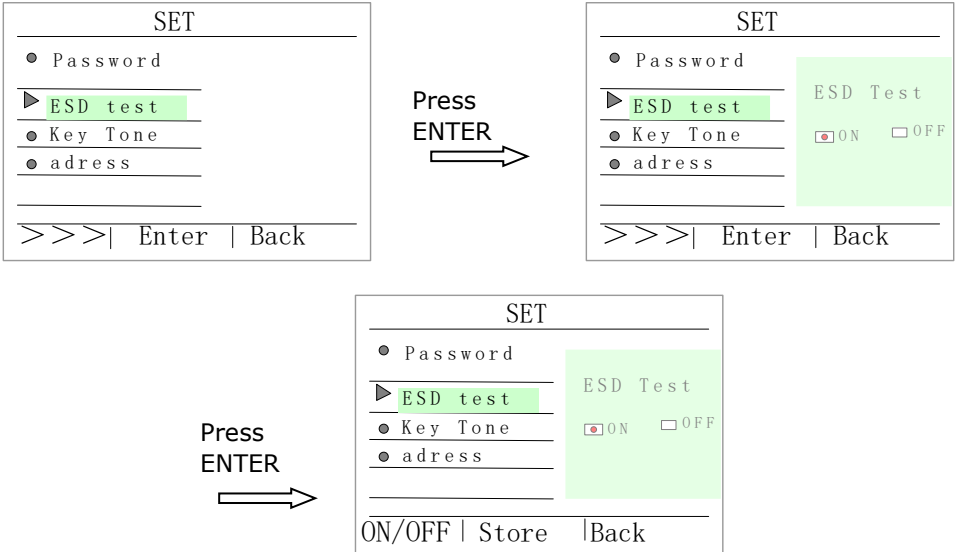 SET
Password
ESD test
Key Tone
adress
>>>| Enter | Back
Press
ENTER
SET
Password
ESD test
Key Tone
adress
ESD Test
ON OFF
>>>| Enter | Back
Press
ENTER
SET
Password
ESD test
Key Tone
adress
ESD Test
ON OFF
ON/OFF | Store |Back